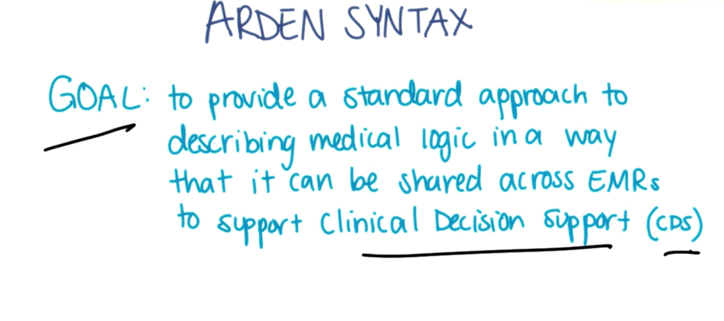 ARDEN SYNTAX
GOAL: to provide a standard approach to
describing medical logic in a way
that it can be shared across EMRs
to support Clinical Decision Support (CDS)